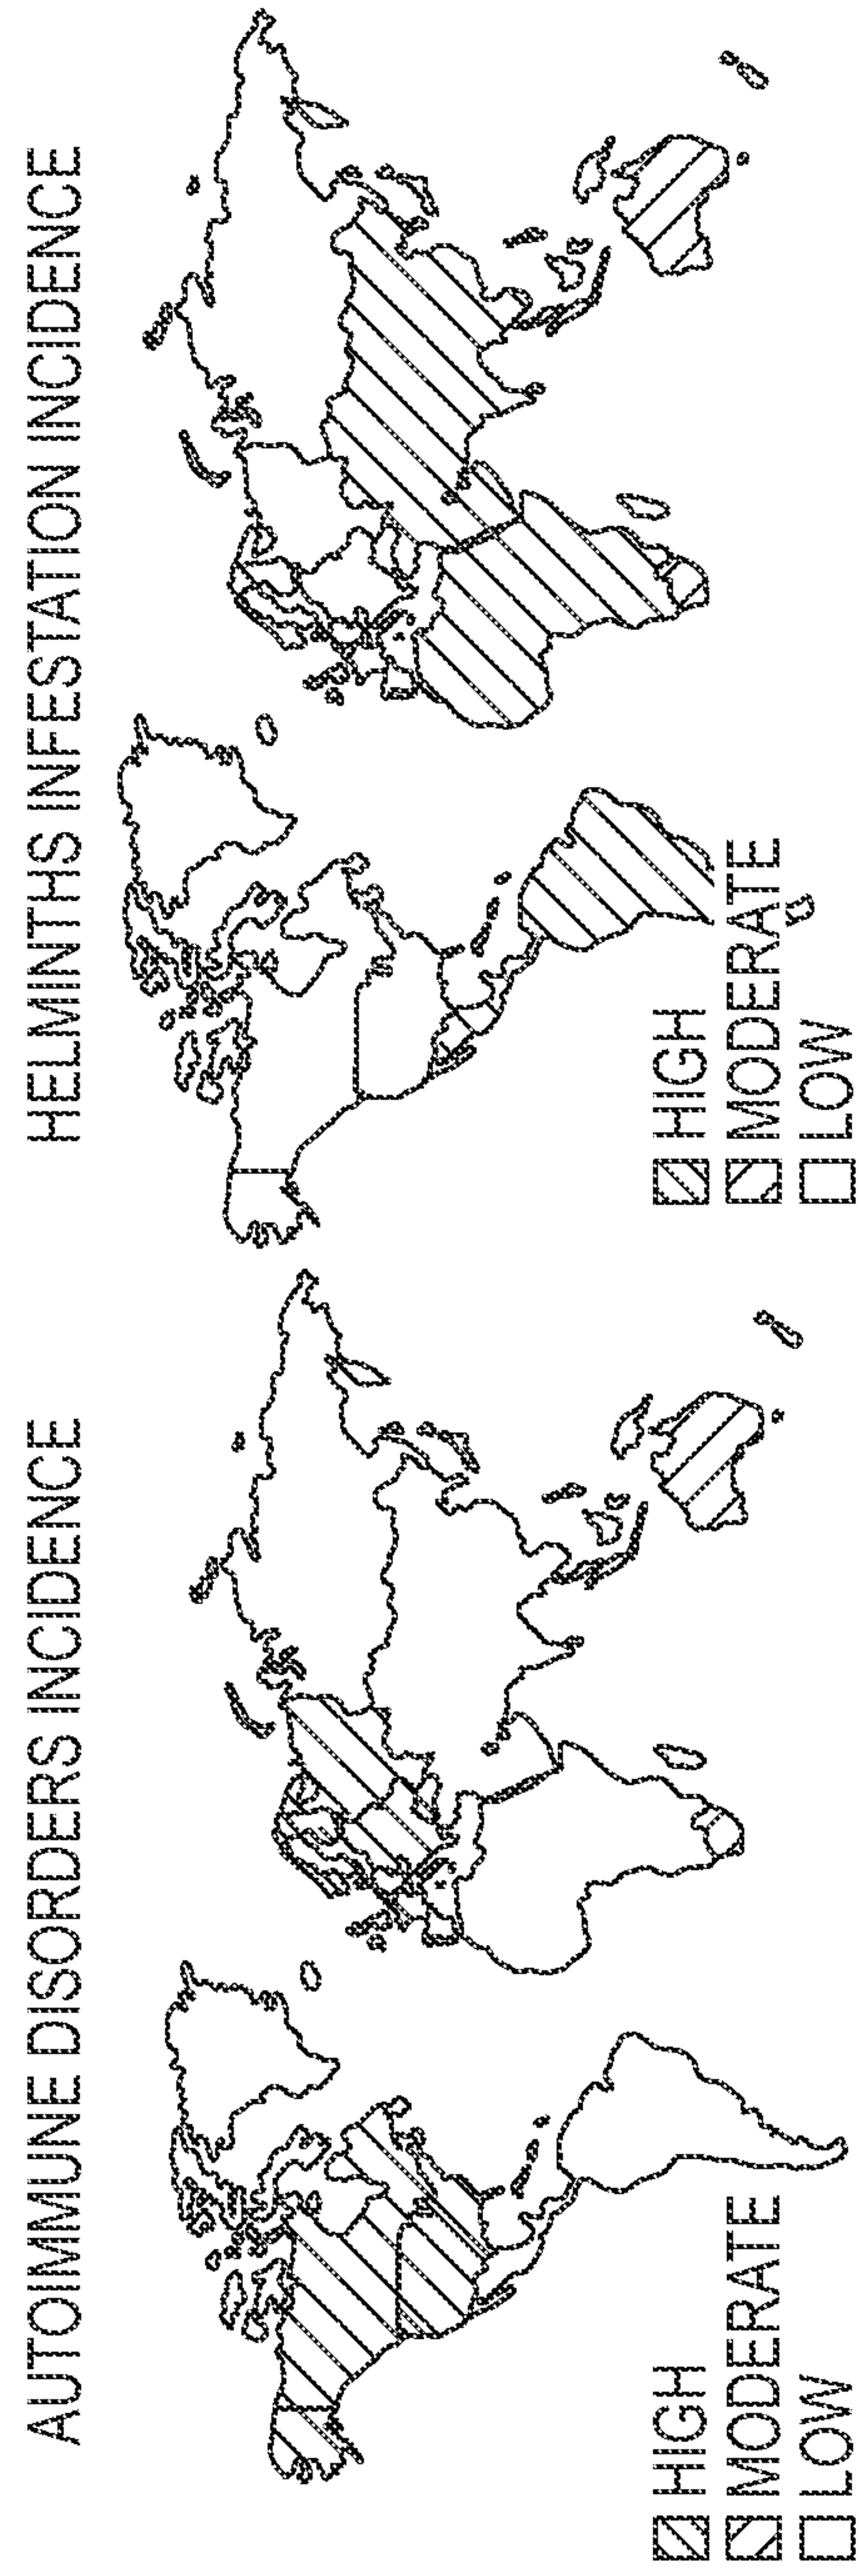 AUTOIMMUNE DISORDERS INCIDENCE
HIGH
MODERATE
LOW
HELMINTHS INFESTATION INCIDENCE
HIGH
MODERATE
LOW